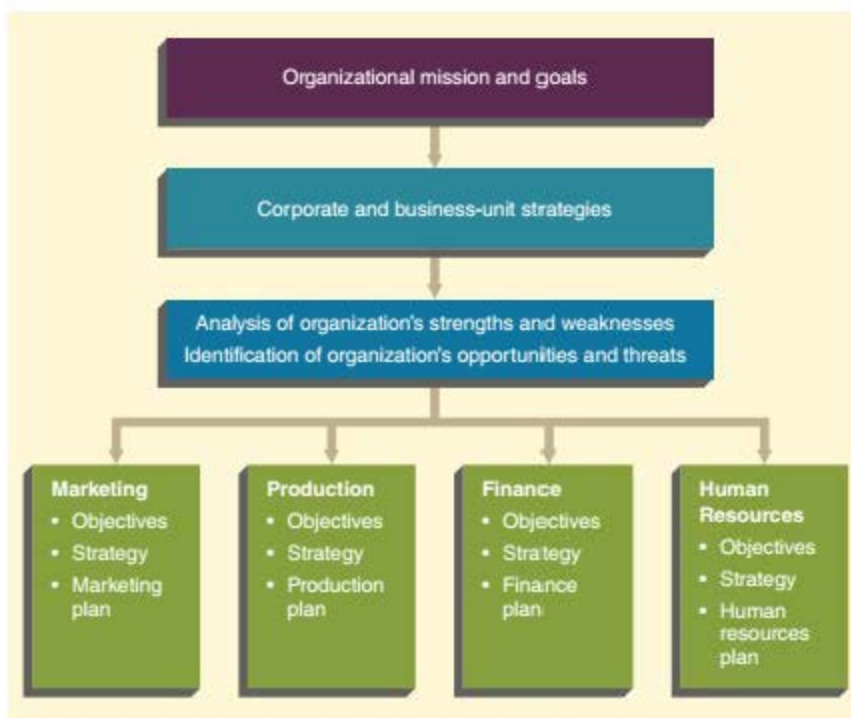 Organizational mission and goals
Corporate and business-unit strategies
Analysis of organization's strengths and weaknesses
Identification of organization's opportunities and threats
Marketing
• Objectives
• Strategy
• Marketing
plan
Production
• Objectives
• Strategy
• Production
plan
Finance
• Objectives
• Strategy
• Finance
plan
Human
Resources
• Objectives
• Strategy
• Human
resources
plan